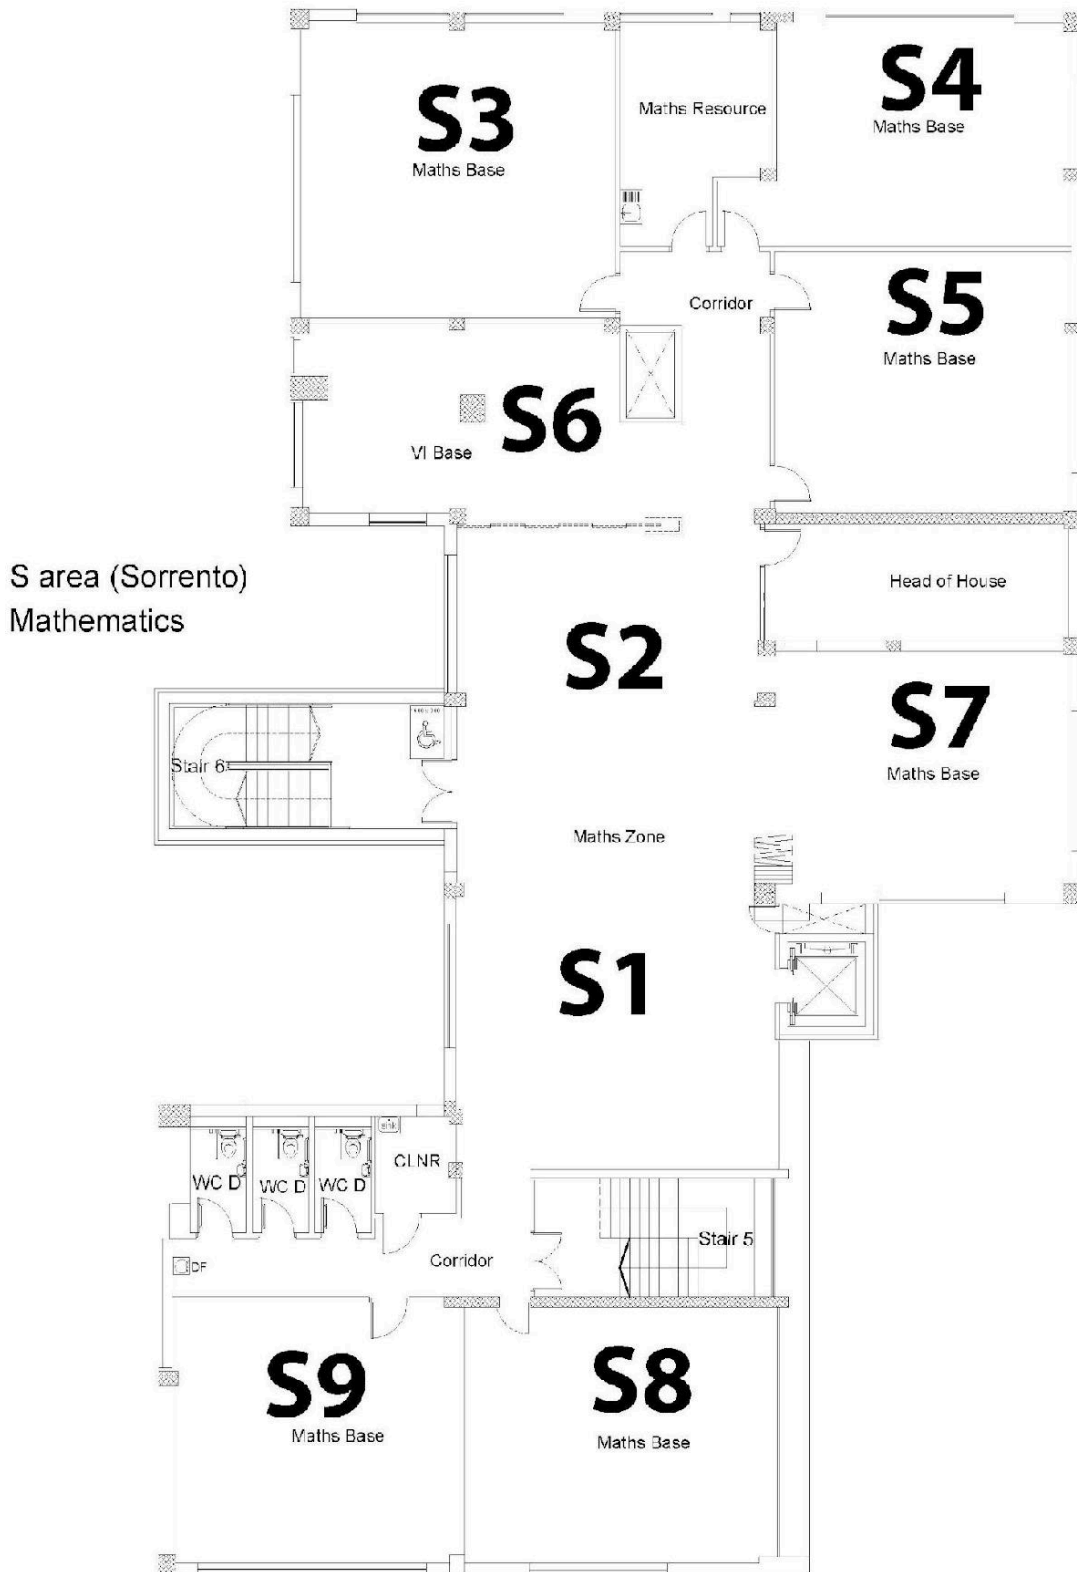 S3
Maths Base
Maths Resource
S4
Maths Base
Corridor
S5
Maths Base
S6
VI Base
S area (Sorrento)
Mathematics
Head of House
S2
S7
Maths Base
Stair 6
Maths Zone
S1
sink
CLNR
WC D
WC D
WC D
Stair 5
Corridor
DF
S9
Maths Base
S8
Maths Base